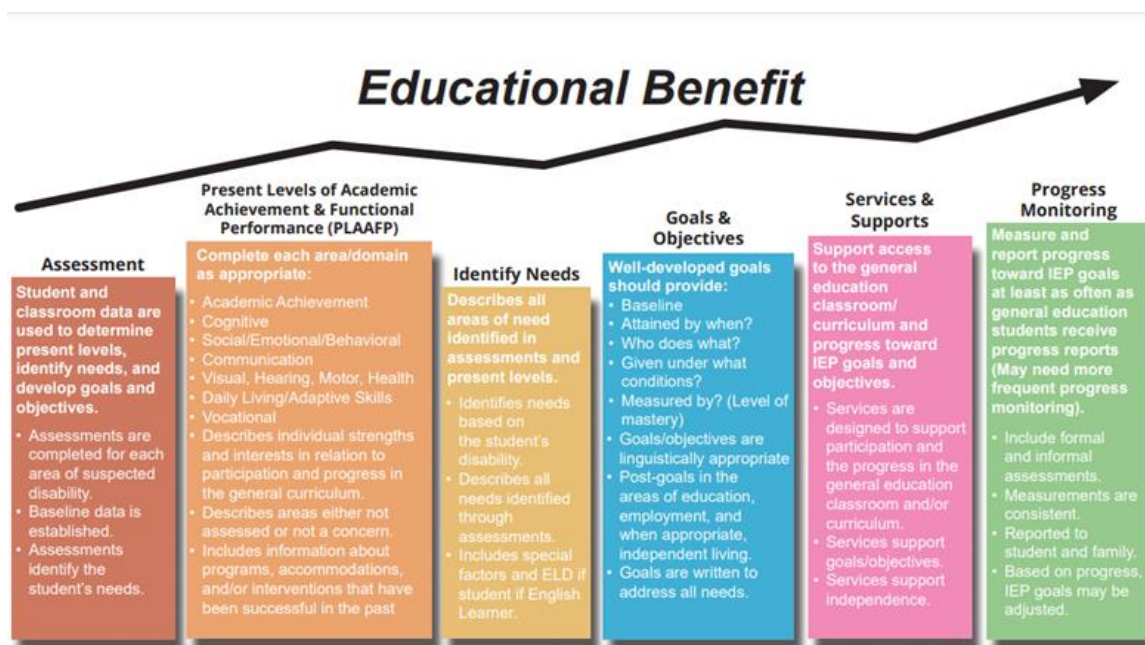 Educational Benefit
Assessment
Student and
classroom data are
used to determine
present levels,
identify needs, and
develop goals and
objectives.
• Assessments are
completed for each
area of suspected
disability.
• Baseline data is
established.
• Assessments
identify the
student's needs.
Present Levels of Academic
Achievement & Functional
Performance (PLAAFP)
Complete each area/domain
as appropriate:
• Academic Achievement
• Cognitive
• Social/Emotional/Behavioral
• Communication
• Visual, Hearing, Motor, Health
• Daily Living/Adaptive Skills
• Vocational
• Describes individual strengths
and interests in relation to
participation and progress in
the general curriculum.
• Describes areas either not
assessed or not a concern.
• Includes information about
programs, accommodations,
and/or interventions that have
been successful in the past
Identify Needs
Describes all
areas of need
identified in
assessments and
present levels.
• Identifies needs
based on
the student's
disability.
• Describes all
needs identified
through
assessments.
• Includes special
factors and ELD if
student if English
Learner.
Goals &
Objectives
Well-developed goals
should provide:
• Baseline
• Attained by when?
• Who does what?
• Given under what
conditions?
• Measured by? (Level of
mastery)
• Goals/objectives are
linguistically appropriate
• Post-goals in the
areas of education,
employment, and
when appropriate,
independent living.
• Goals are written to
address all needs.
Services &
Supports
Support access
to the general
education
classroom/
curriculum and
progress toward
IEP goals and
objectives.
• Services are
designed to support
participation and
the progress in the
general education
classroom and/or
curriculum.
• Services support
goals/objectives.
• Services support
independence.
Progress
Monitoring
Measure and
report progress
toward IEP goals
at least as often as
general education
students receive
progress reports
(May need more
frequent progress
monitoring).
• Include formal
and informal
assessments.
• Measurements are
consistent.
• Reported to
student and family.
• Based on progress,
IEP goals may be
adjusted.